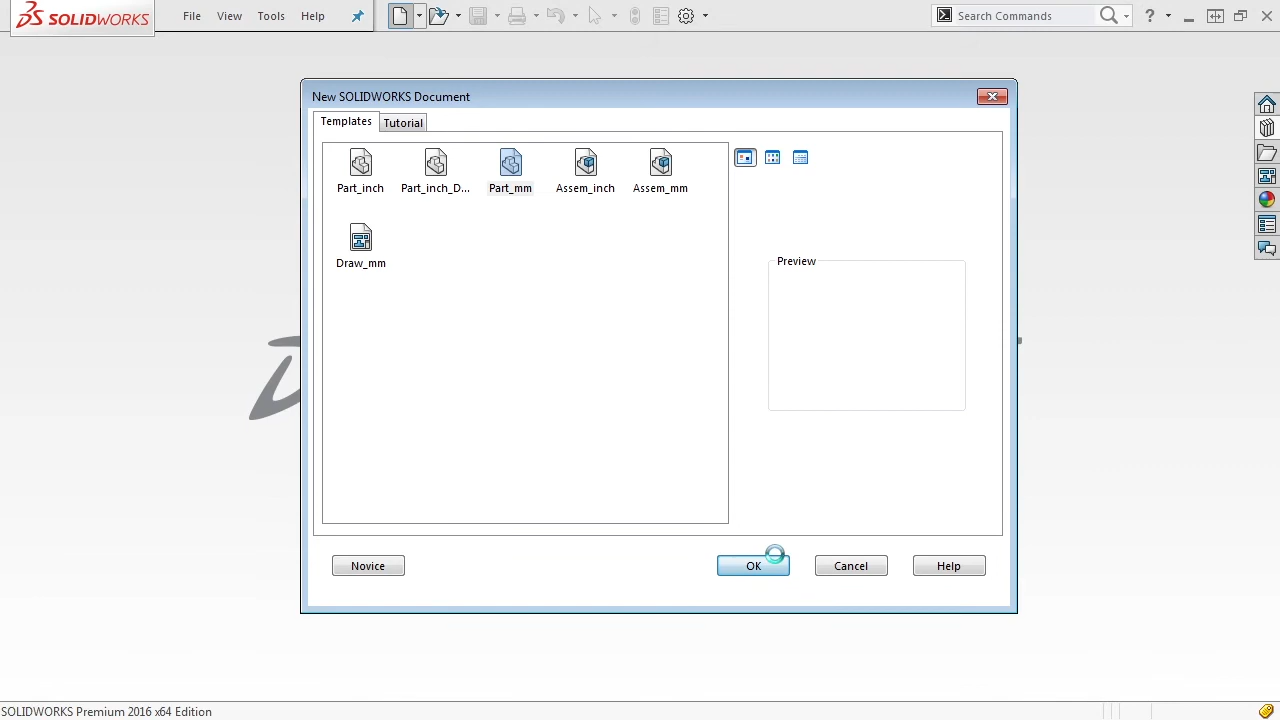 SOLIDWORKS File View Tools Help Search Commands ?
New SOLIDWORKS Document
Templates Tutorial
Part_inch Part_inch_D... Part_mm Assem_inch Assem_mm
Draw_mm
Preview
Novice OK Cancel Help
SOLIDWORKS Premium 2016 x64 Edition